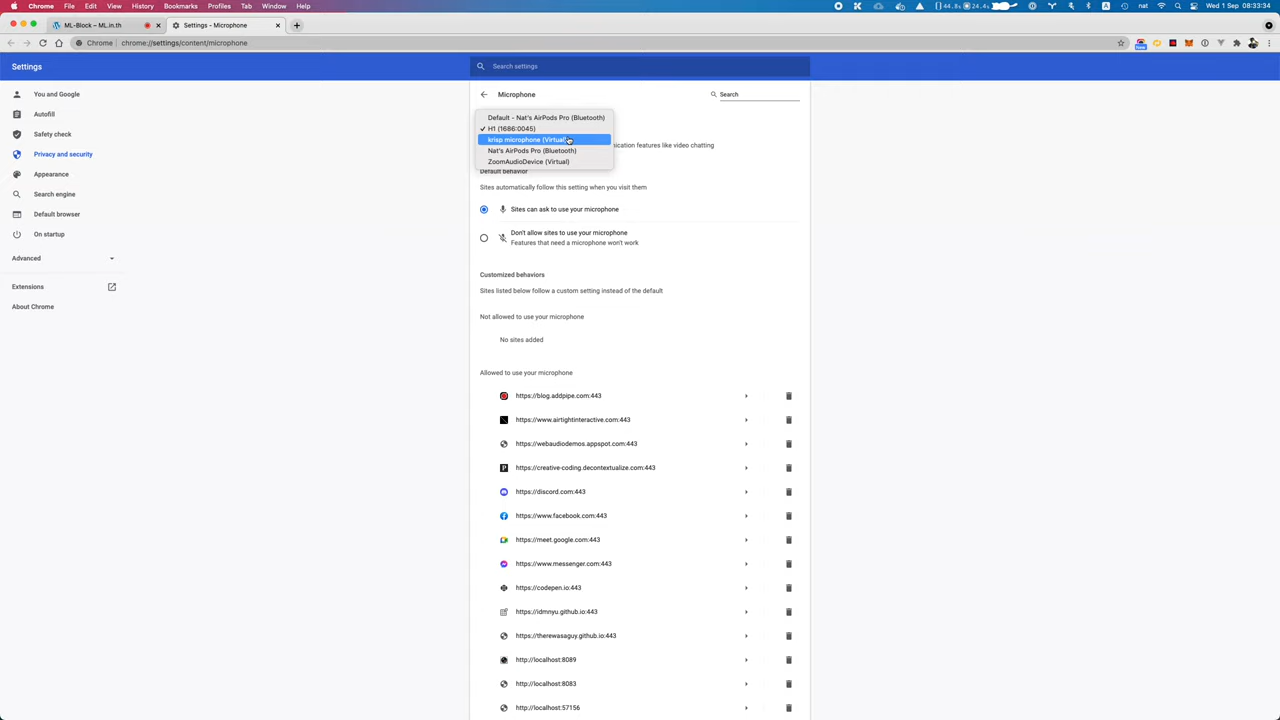 Chrome File Edit View History Bookmarks Profiles Tab Window Help 44.8 24.4 A nat Wed 1 Sep 08:33:34
ML-Block – ML.in.th Settings - Microphone
Chrome chrome://settings/content/microphone New
Settings
Search settings
You and Google
Autofill
Safety check
Privacy and security
Appearance
Search engine
Default browser
On startup
Advanced
Extensions
About Chrome
Microphone
Search
Default - Nat's AirPods Pro (Bluetooth)
H1 (1686:0045)
krisp microphone (Virtual)
Nat's AirPods Pro (Bluetooth)
ZoomAudioDevice (Virtual)
ication features like video chatting
Default behavior
Sites automatically follow this setting when you visit them
Sites can ask to use your microphone
Don't allow sites to use your microphone
Features that need a microphone won't work
Customized behaviors
Sites listed below follow a custom setting instead of the default
Not allowed to use your microphone
No sites added
Allowed to use your microphone
https://blog.addpipe.com:443
https://www.airtightinteractive.com:443
https://webaudiodemos.appspot.com:443
https://creative-coding.decontextualize.com:443
https://discord.com:443
https://www.facebook.com:443
https://meet.google.com:443
https://www.messenger.com:443
https://codepen.io:443
https://idmnyu.github.io:443
https://therewasaguy.github.io:443
http://localhost:8089
http://localhost:8083
http://localhost:57156